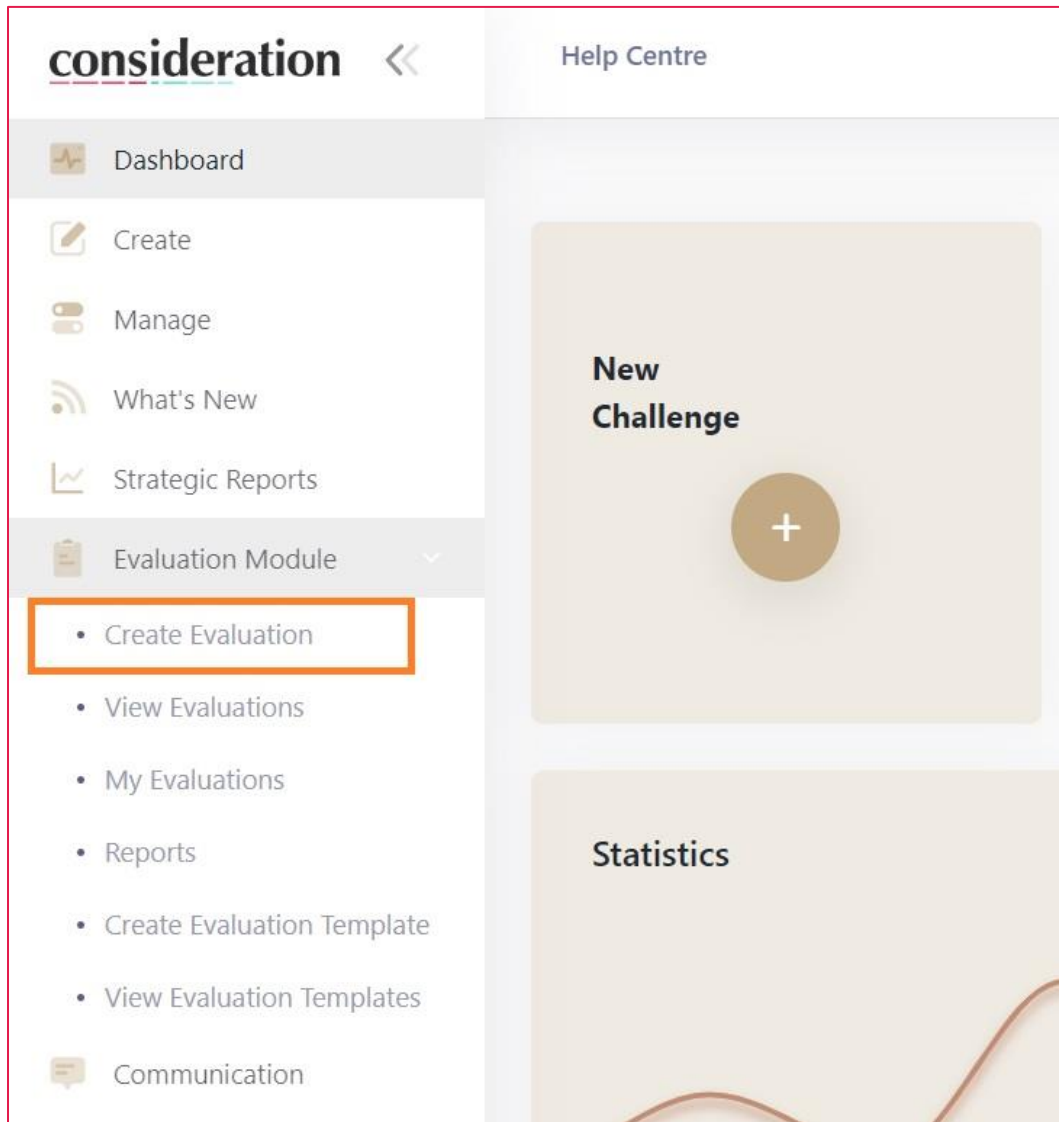 consideration
Help Centre
Dashboard
Create
Manage
What's New
Strategic Reports
Evaluation Module
• Create Evaluation
• View Evaluations
• My Evaluations
• Reports
• Create Evaluation Template
• View Evaluation Templates
Communication
New
Challenge
+
Statistics